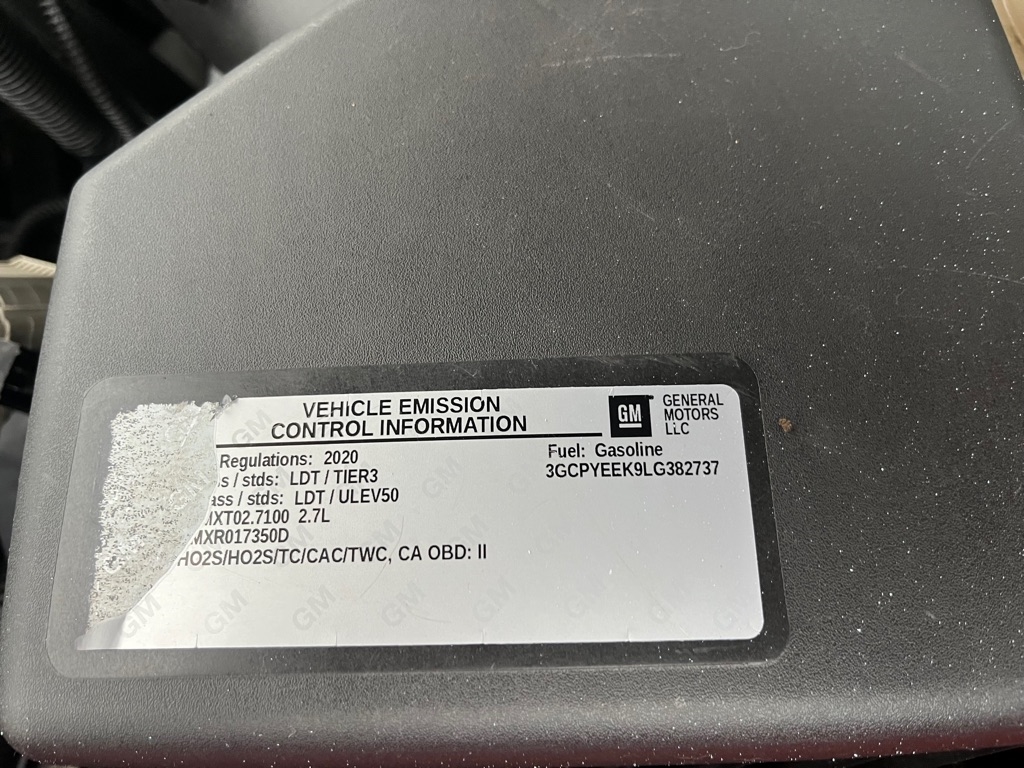 VEHICLE EMISSION
CONTROL INFORMATION
GM
GENERAL
MOTORS
LLC
Regulations: 2020
Fuel: Gasoline
s / stds: LDT / TIER3
3GCPYEEK9LG382737
ass / stds: LDT / ULEV50
MXT02.7100 2.7L
MXR017350D
HO2S/HO2S/TC/CAC/TWC, CA OBD: II